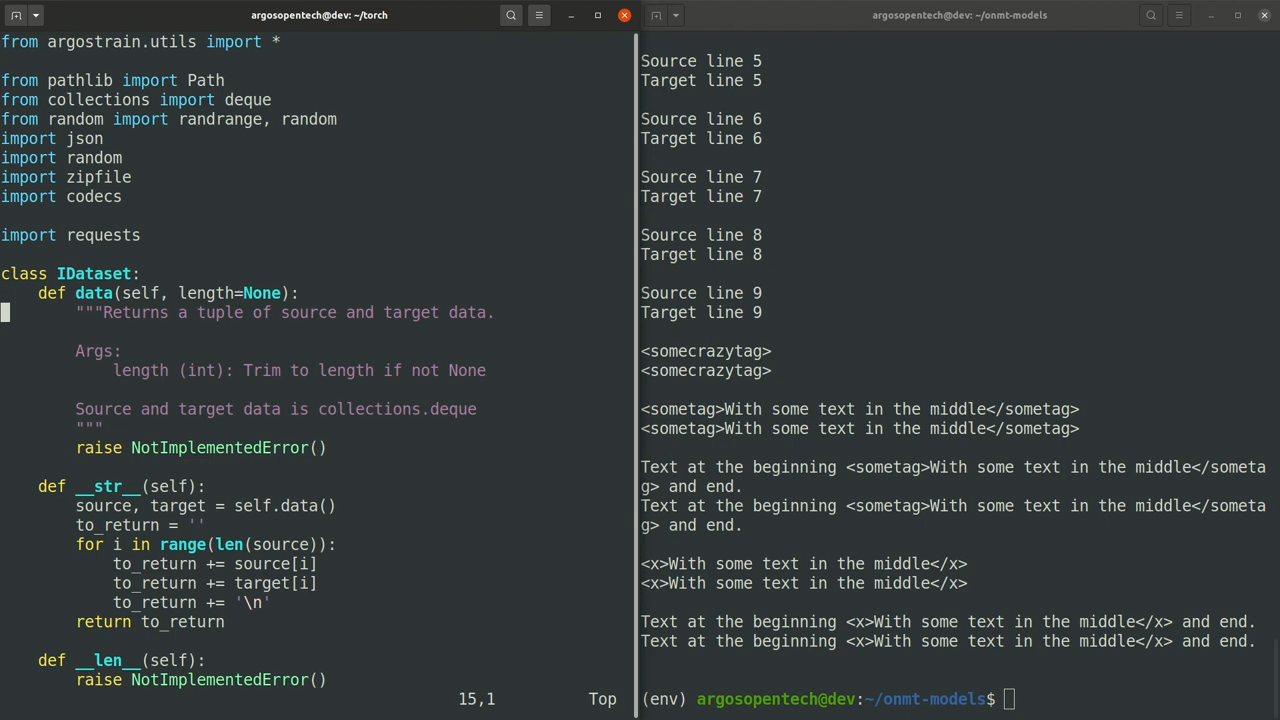 argosopentech@dev: ~/torch
from argostrain.utils import *
from pathlib import Path
from collections import deque
from random import randrange, random
import json
import random
import zipfile
import codecs
import requests
class IDataset:
    def data(self, length=None):
        """Returns a tuple of source and target data.
        Args:
            length (int): Trim to length if not None
        Source and target data is collections.deque
        """
        raise NotImplementedError()
    def __str__(self):
        source, target = self.data()
        to_return = ''
        for i in range(len(source)):
            to_return += source[i]
            to_return += target[i]
            to_return += '\n'
        return to_return
    def __len__(self):
        raise NotImplementedError()
15,1 Top
argosopentech@dev: ~/onmt-models
Source line 5
Target line 5
Source line 6
Target line 6
Source line 7
Target line 7
Source line 8
Target line 8
Source line 9
Target line 9
<somecrazytag>
<somecrazytag>
<sometag>With some text in the middle</sometag>
<sometag>With some text in the middle</sometag>
Text at the beginning <sometag>With some text in the middle</someta
g> and end.
Text at the beginning <sometag>With some text in the middle</someta
g> and end.
<x>With some text in the middle</x>
<x>With some text in the middle</x>
Text at the beginning <x>With some text in the middle</x> and end.
Text at the beginning <x>With some text in the middle</x> and end.
(env) argosopentech@dev:~/onmt-models$